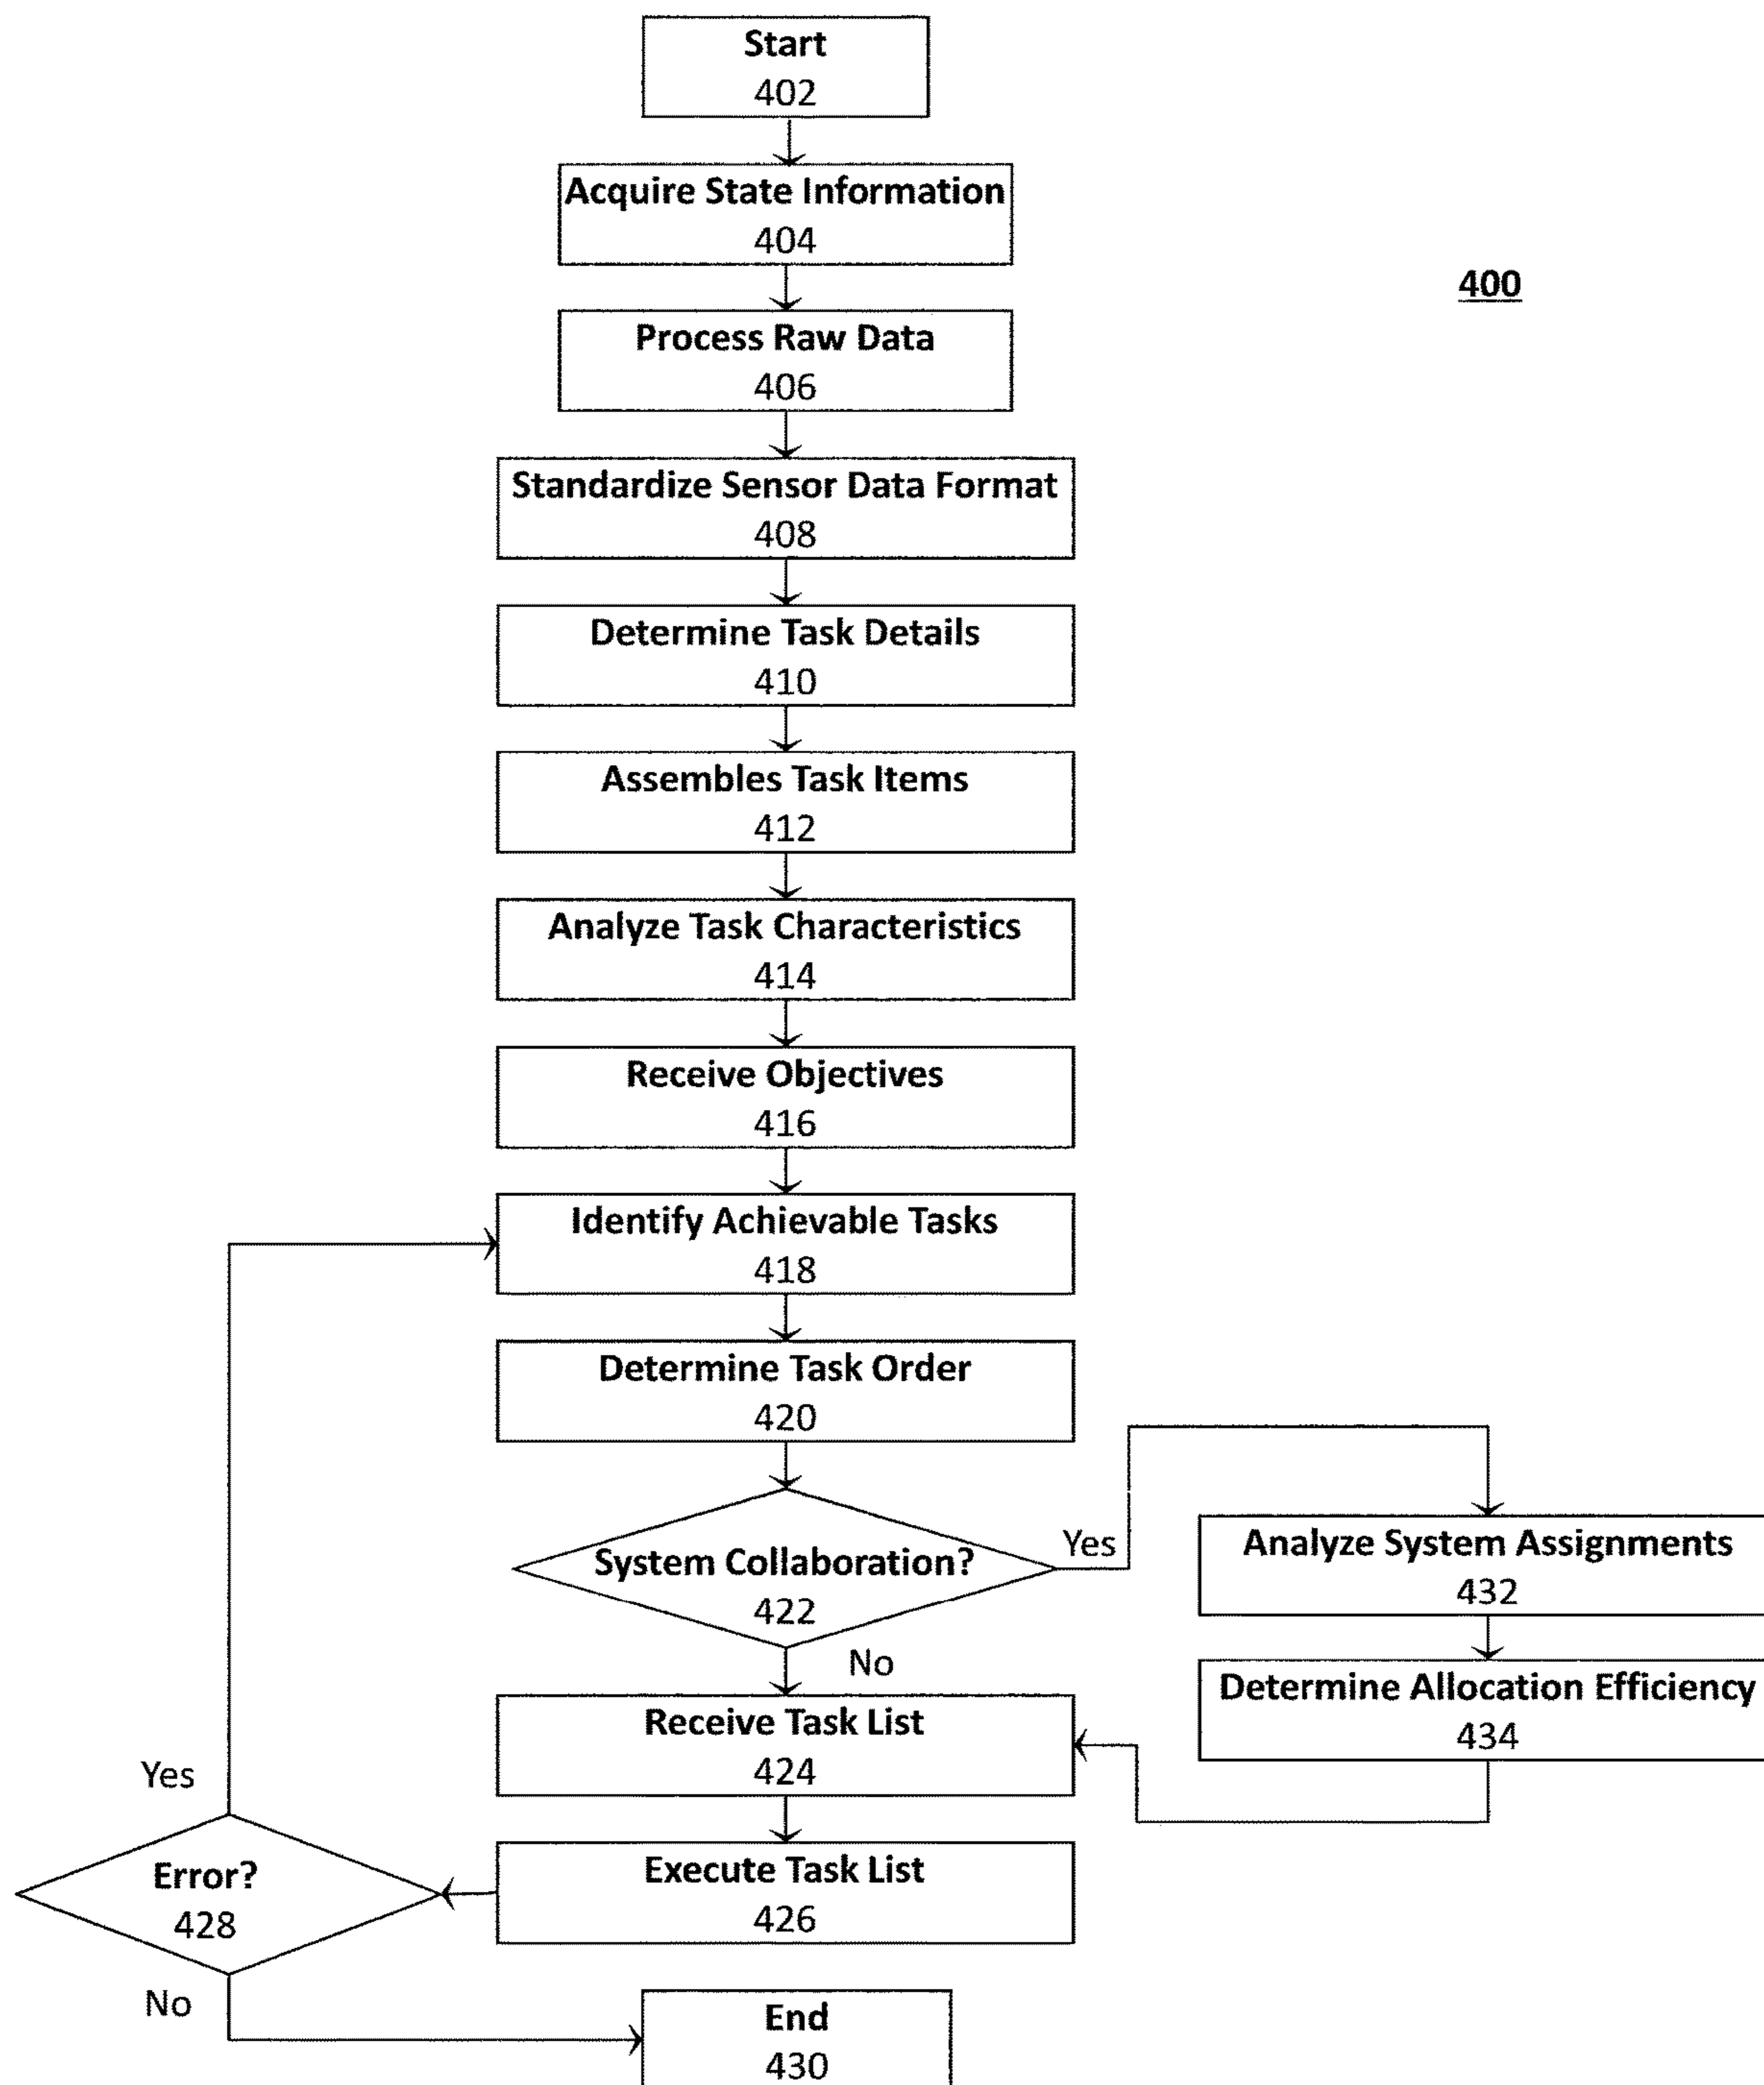 Start
402
Acquire State Information
404
400
Process Raw Data
406
Standardize Sensor Data Format
408
Determine Task Details
410
Assembles Task Items
412
Analyze Task Characteristics
414
Receive Objectives
416
Identify Achievable Tasks
418
Determine Task Order
420
System Collaboration?
422
Yes
No
Analyze System Assignments
432
Determine Allocation Efficiency
434
Receive Task List
424
Execute Task List
426
Yes
Error?
428
No
End
430